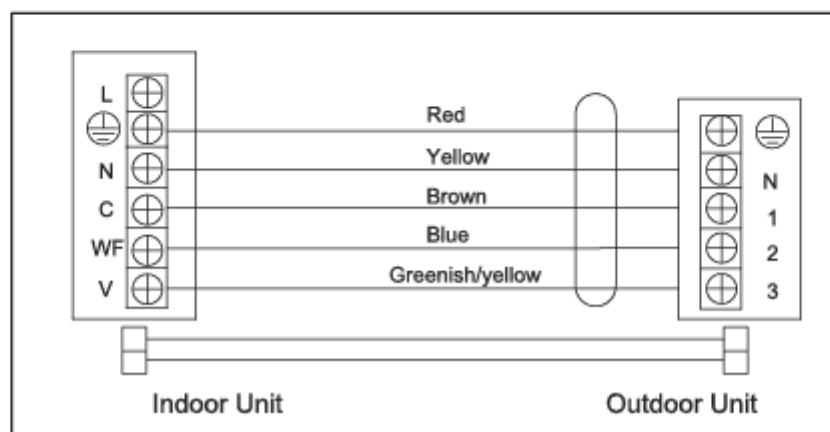 L
N
C
WF
V
Red
Yellow
Brown
Blue
Greenish/yellow
N
1
2
3
Indoor Unit
Outdoor Unit